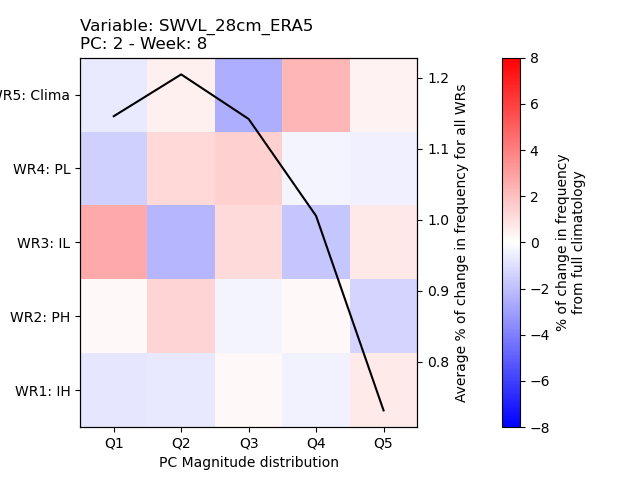 Variable: SWVL_28cm_ERA5
PC: 2 - Week: 8
WR5: Clima
WR4: PL
WR3: IL
WR2: PH
WR1: IH
Q1 Q2 Q3 Q4 Q5
PC Magnitude distribution
1.2
1.1
1.0
0.9
0.8
Average % of change in frequency for all WRs
8
6
4
2
0
−2
−4
−6
−8
% of change in frequency
from full climatology